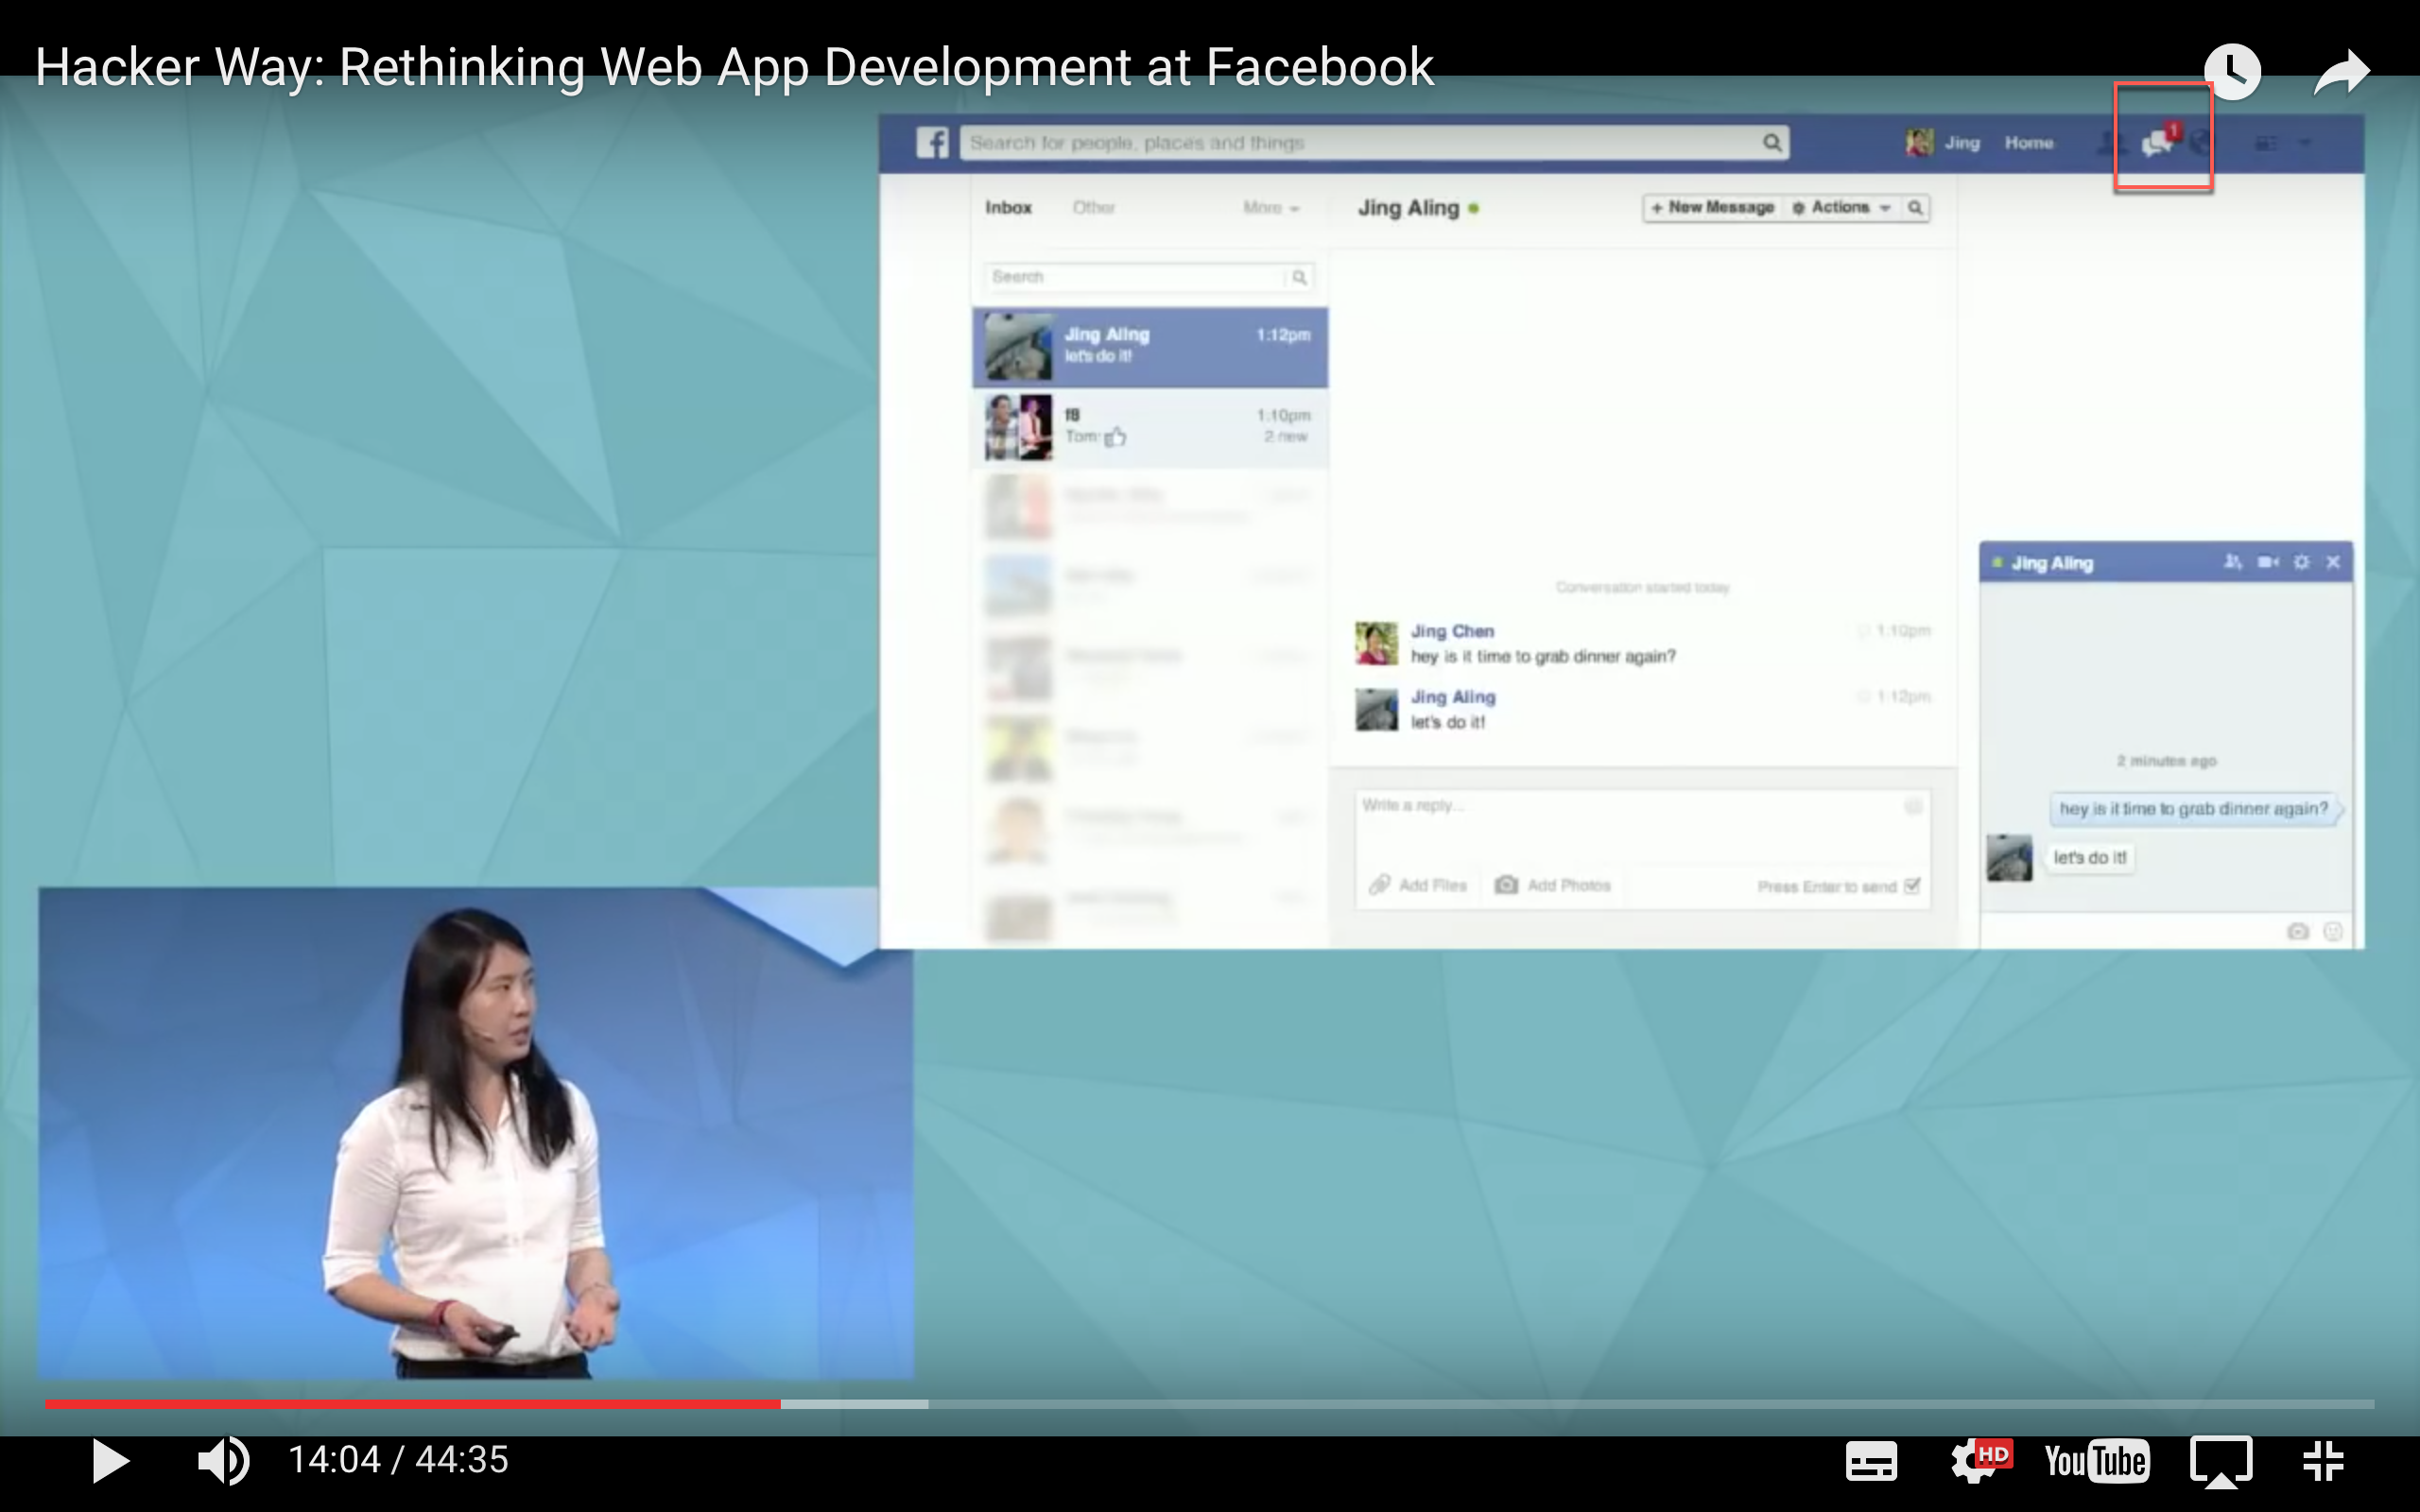 Hacker Way: Rethinking Web App Development at Facebook
Search for people, places and things
Jing
Home
1
Inbox
Other
More
Jing Aling
+ New Message
Actions
Search
Jing Aling
1:12pm
let's do it!
f8
1:10pm
Tom:
2 new
Conversation started today
Jing Chen
1:10pm
hey is it time to grab dinner again?
Jing Aling
1:12pm
let's do it!
Write a reply...
Add Files
Add Photos
Press Enter to send
Jing Aling
2 minutes ago
hey is it time to grab dinner again?
let's do it!
14:04 / 44:35
HD
YouTube